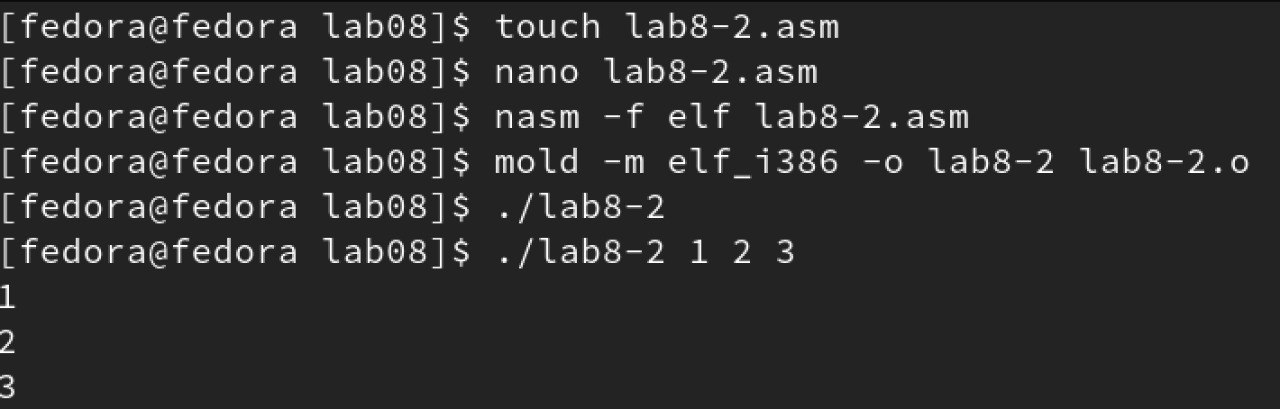 [fedora@fedora lab08]$ touch lab8-2.asm
[fedora@fedora lab08]$ nano lab8-2.asm
[fedora@fedora lab08]$ nasm -f elf lab8-2.asm
[fedora@fedora lab08]$ mold -m elf_i386 -o lab8-2 lab8-2.o
[fedora@fedora lab08]$ ./lab8-2
[fedora@fedora lab08]$ ./lab8-2 1 2 3
1
2
3